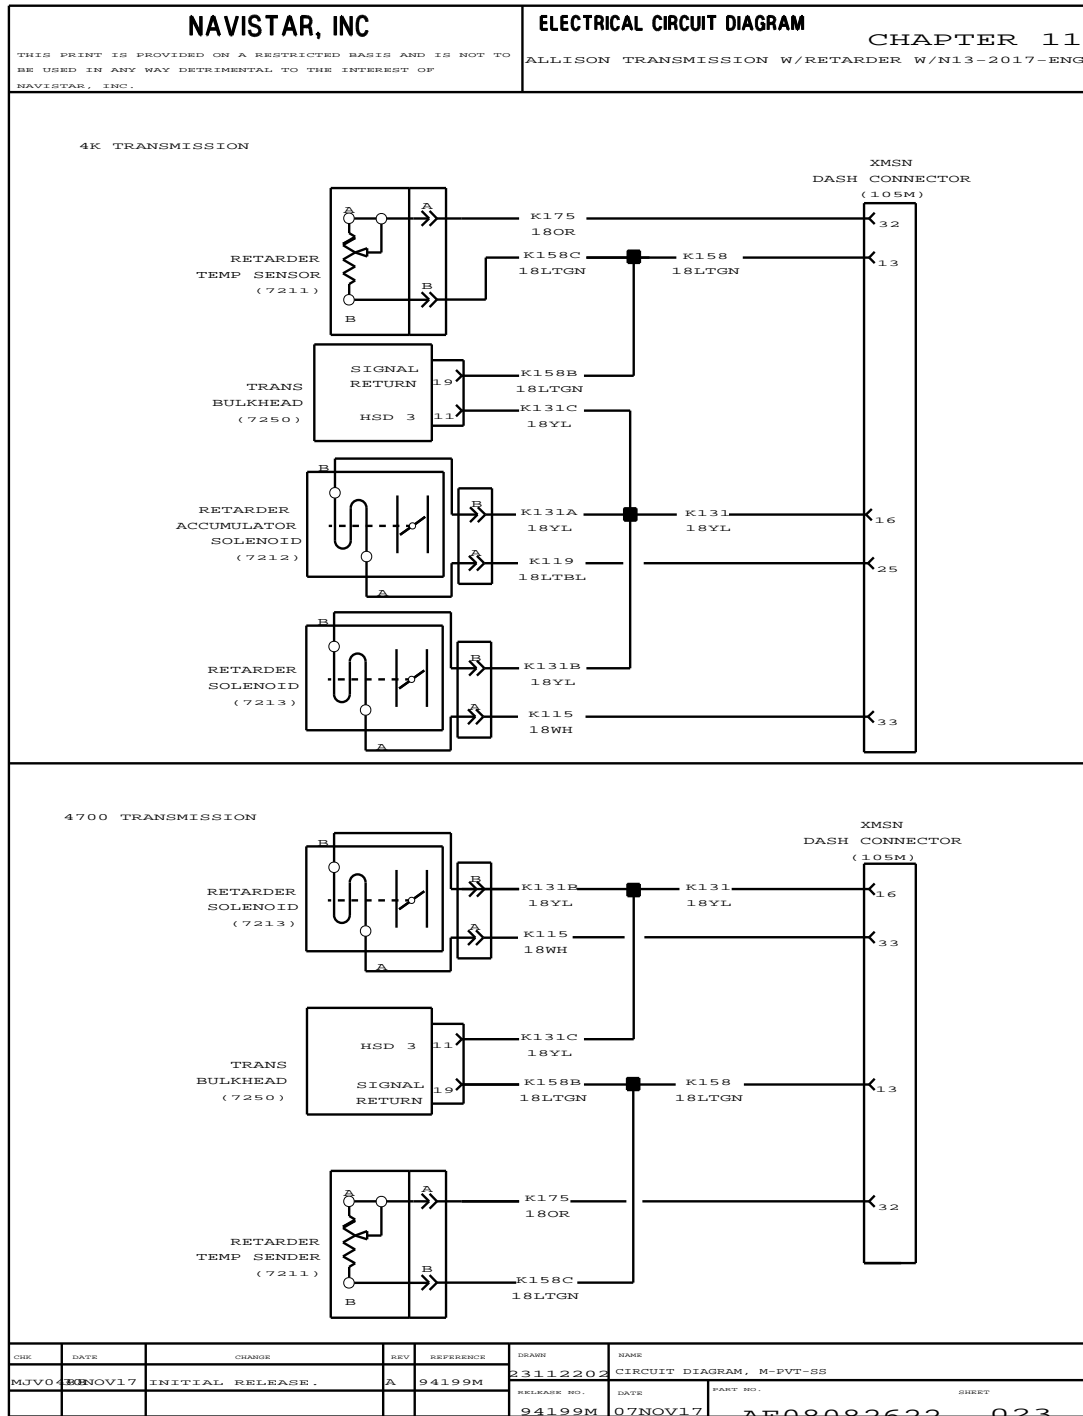 NAVISTAR, INC
THIS PRINT IS PROVIDED ON A RESTRICTED BASIS AND IS NOT TO
BE USED IN ANY WAY DETRIMENTAL TO THE INTEREST OF
NAVISTAR, INC.
ELECTRICAL CIRCUIT DIAGRAM
CHAPTER 11
ALLISON TRANSMISSION W/RETARDER W/N13-2017-ENG
4K TRANSMISSION
XMSN
DASH CONNECTOR
(105M)
A
A
K175
18OR
32
RETARDER
TEMP SENSOR
(7211)
K158C
18LTGN
K158
18LTGN
13
B
B
TRANS
BULKHEAD
(7250)
SIGNAL
RETURN
19
K158B
18LTGN
HSD 3
11
K131C
18YL
B
RETARDER
ACCUMULATOR
SOLENOID
(7212)
B
K131A
18YL
K131
18YL
16
A
K119
18LTBL
25
A
B
RETARDER
SOLENOID
(7213)
B
K131B
18YL
A
K115
18WH
33
A
4700 TRANSMISSION
XMSN
DASH CONNECTOR
(105M)
B
RETARDER
SOLENOID
(7213)
B
K131B
18YL
K131
18YL
16
A
K115
18WH
33
A
TRANS
BULKHEAD
(7250)
HSD 3
11
K131C
18YL
SIGNAL
RETURN
19
K158B
18LTGN
K158
18LTGN
13
A
A
K175
18OR
32
RETARDER
TEMP SENDER
(7211)
B
B
K158C
18LTGN
CHK
DATE
CHANGE
REV
REFERENCE
DRAWN
NAME
INITIAL RELEASE.
A
94199M
23112202
CIRCUIT DIAGRAM, M-PVT-SS
RELEASE NO.
DATE
PART NO.
SHEET
94199M
07NOV17
023